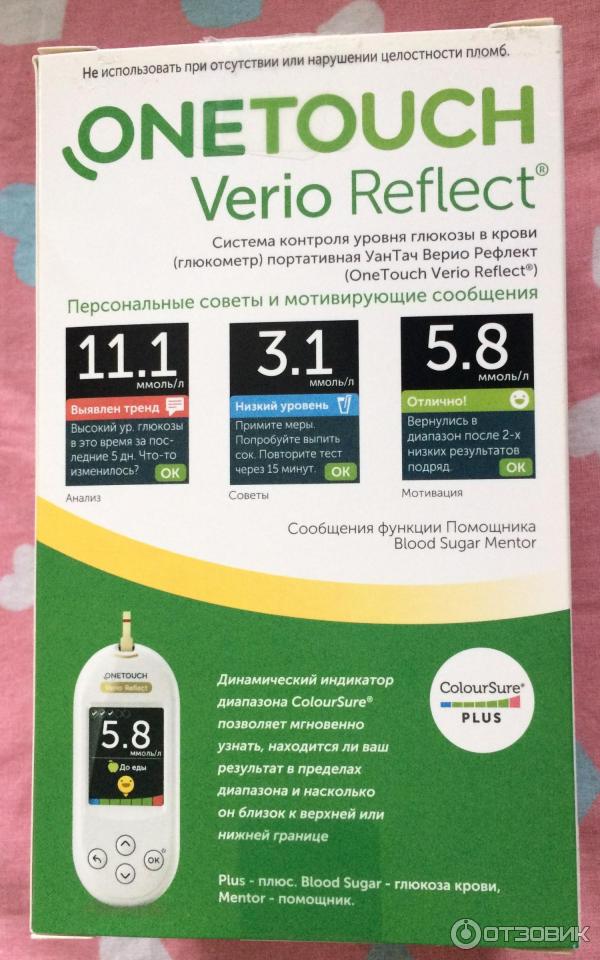 Не использовать при отсутствии или нарушении целостности пломб.
ONETOUCH
Verio Reflect®
Система контроля уровня глюкозы в крови
(глюкометр) портативная УанТач Верио Рефлект
(OneTouch Verio Reflect®)
Персональные советы и мотивирующие сообщения
11.1
ммоль/л
Выявлен тренд
Высокий ур. глюкозы
в это время за пос-
ледние 5 дн. Что-то
изменилось?
OK
Анализ
3.1
ммоль/л
Низкий уровень
Примите меры.
Попробуйте выпить
сок. Повторите тест
через 15 минут.
OK
Советы
5.8
ммоль/л
Отлично!
Вернулись в
диапазон после 2-х
низких результатов
подряд.
OK
Мотивация
Сообщения функции Помощника
Blood Sugar Mentor
ONETOUCH
Verio Reflect
5.8
ммоль/л
До еды
OK
Динамический индикатор
диапазона ColourSure®
позволяет мгновенно
узнать, находится ли ваш
результат в пределах
диапазона и насколько
он близок к верхней или
нижней границе
ColourSure®
PLUS
Plus - плюс. Blood Sugar - глюкоза крови,
Mentor - помощник.
ОТЗОВИК